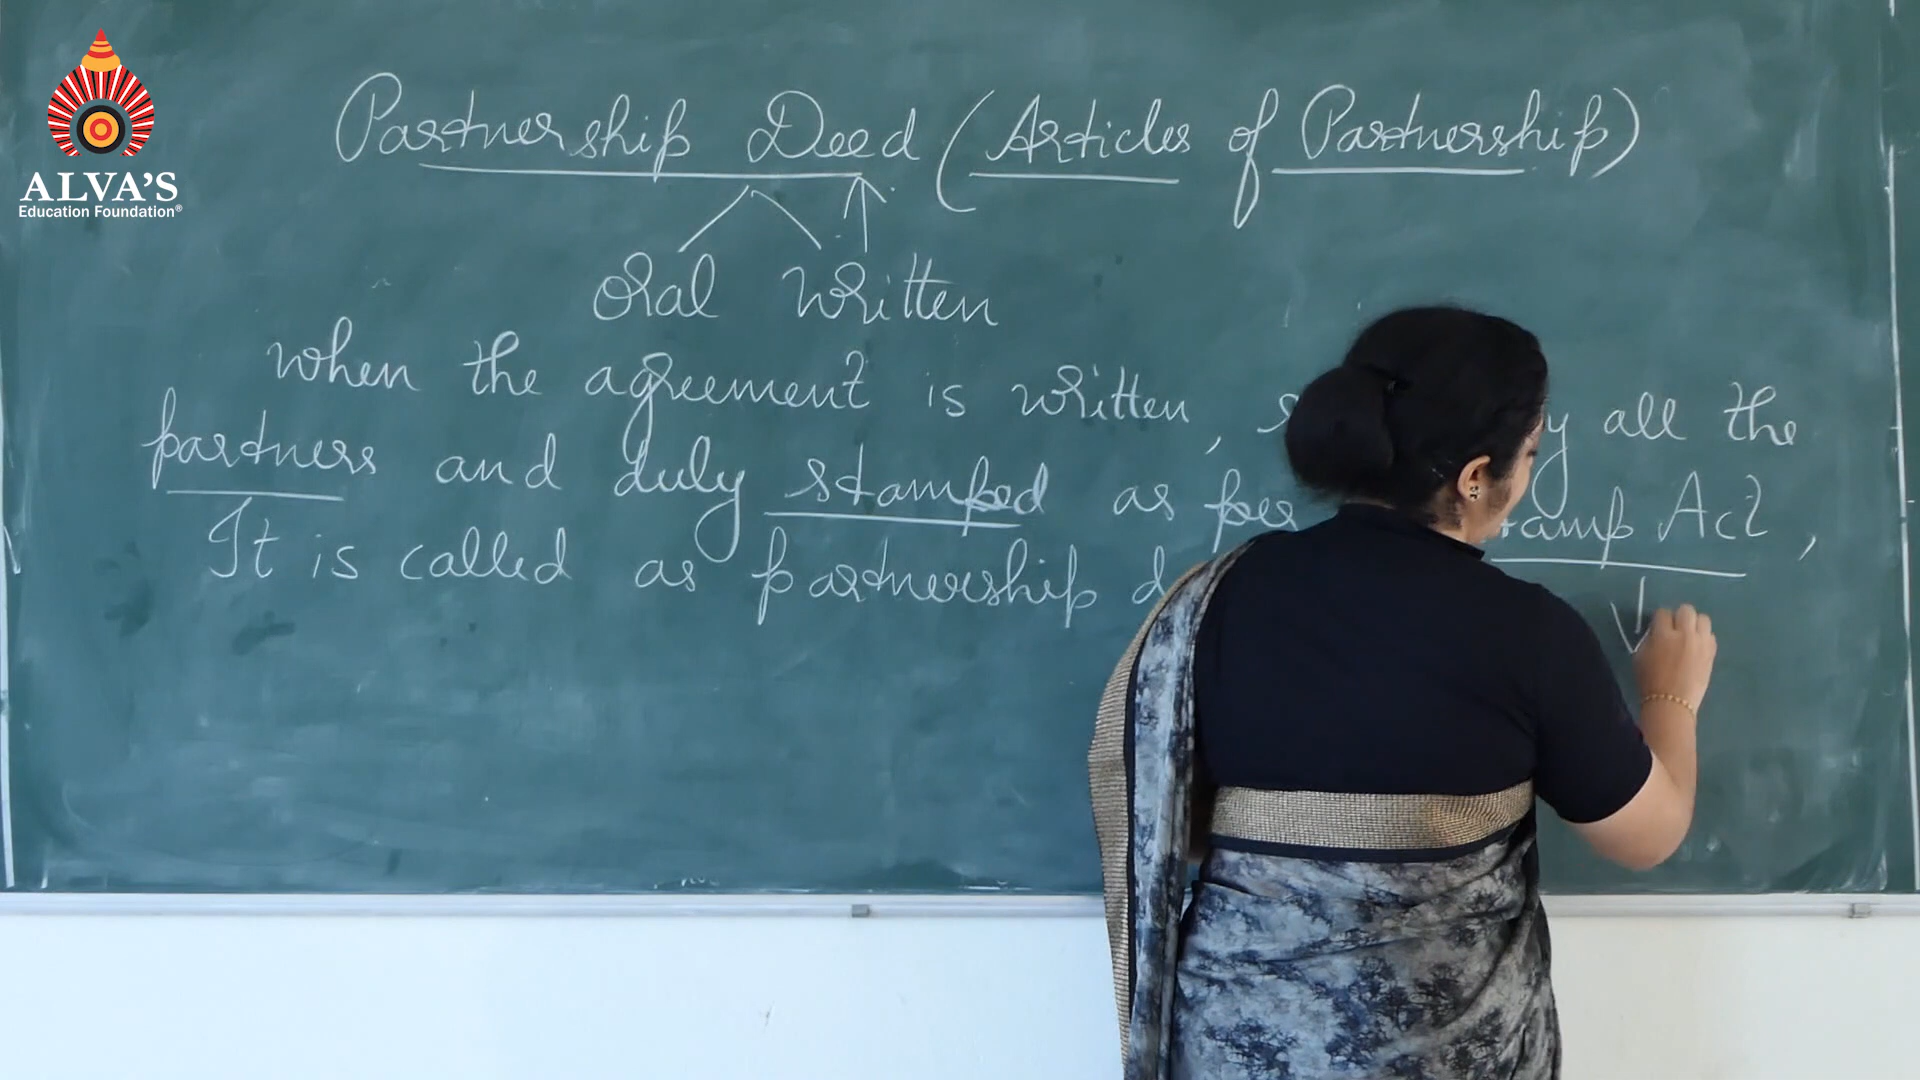 ALVA'S
Education Foundation®
Partnership Deed (Articles of Partnership)
Oral Written
when the agreement is written, all the
partners and duly stamped as per Act,
It is called as partnership